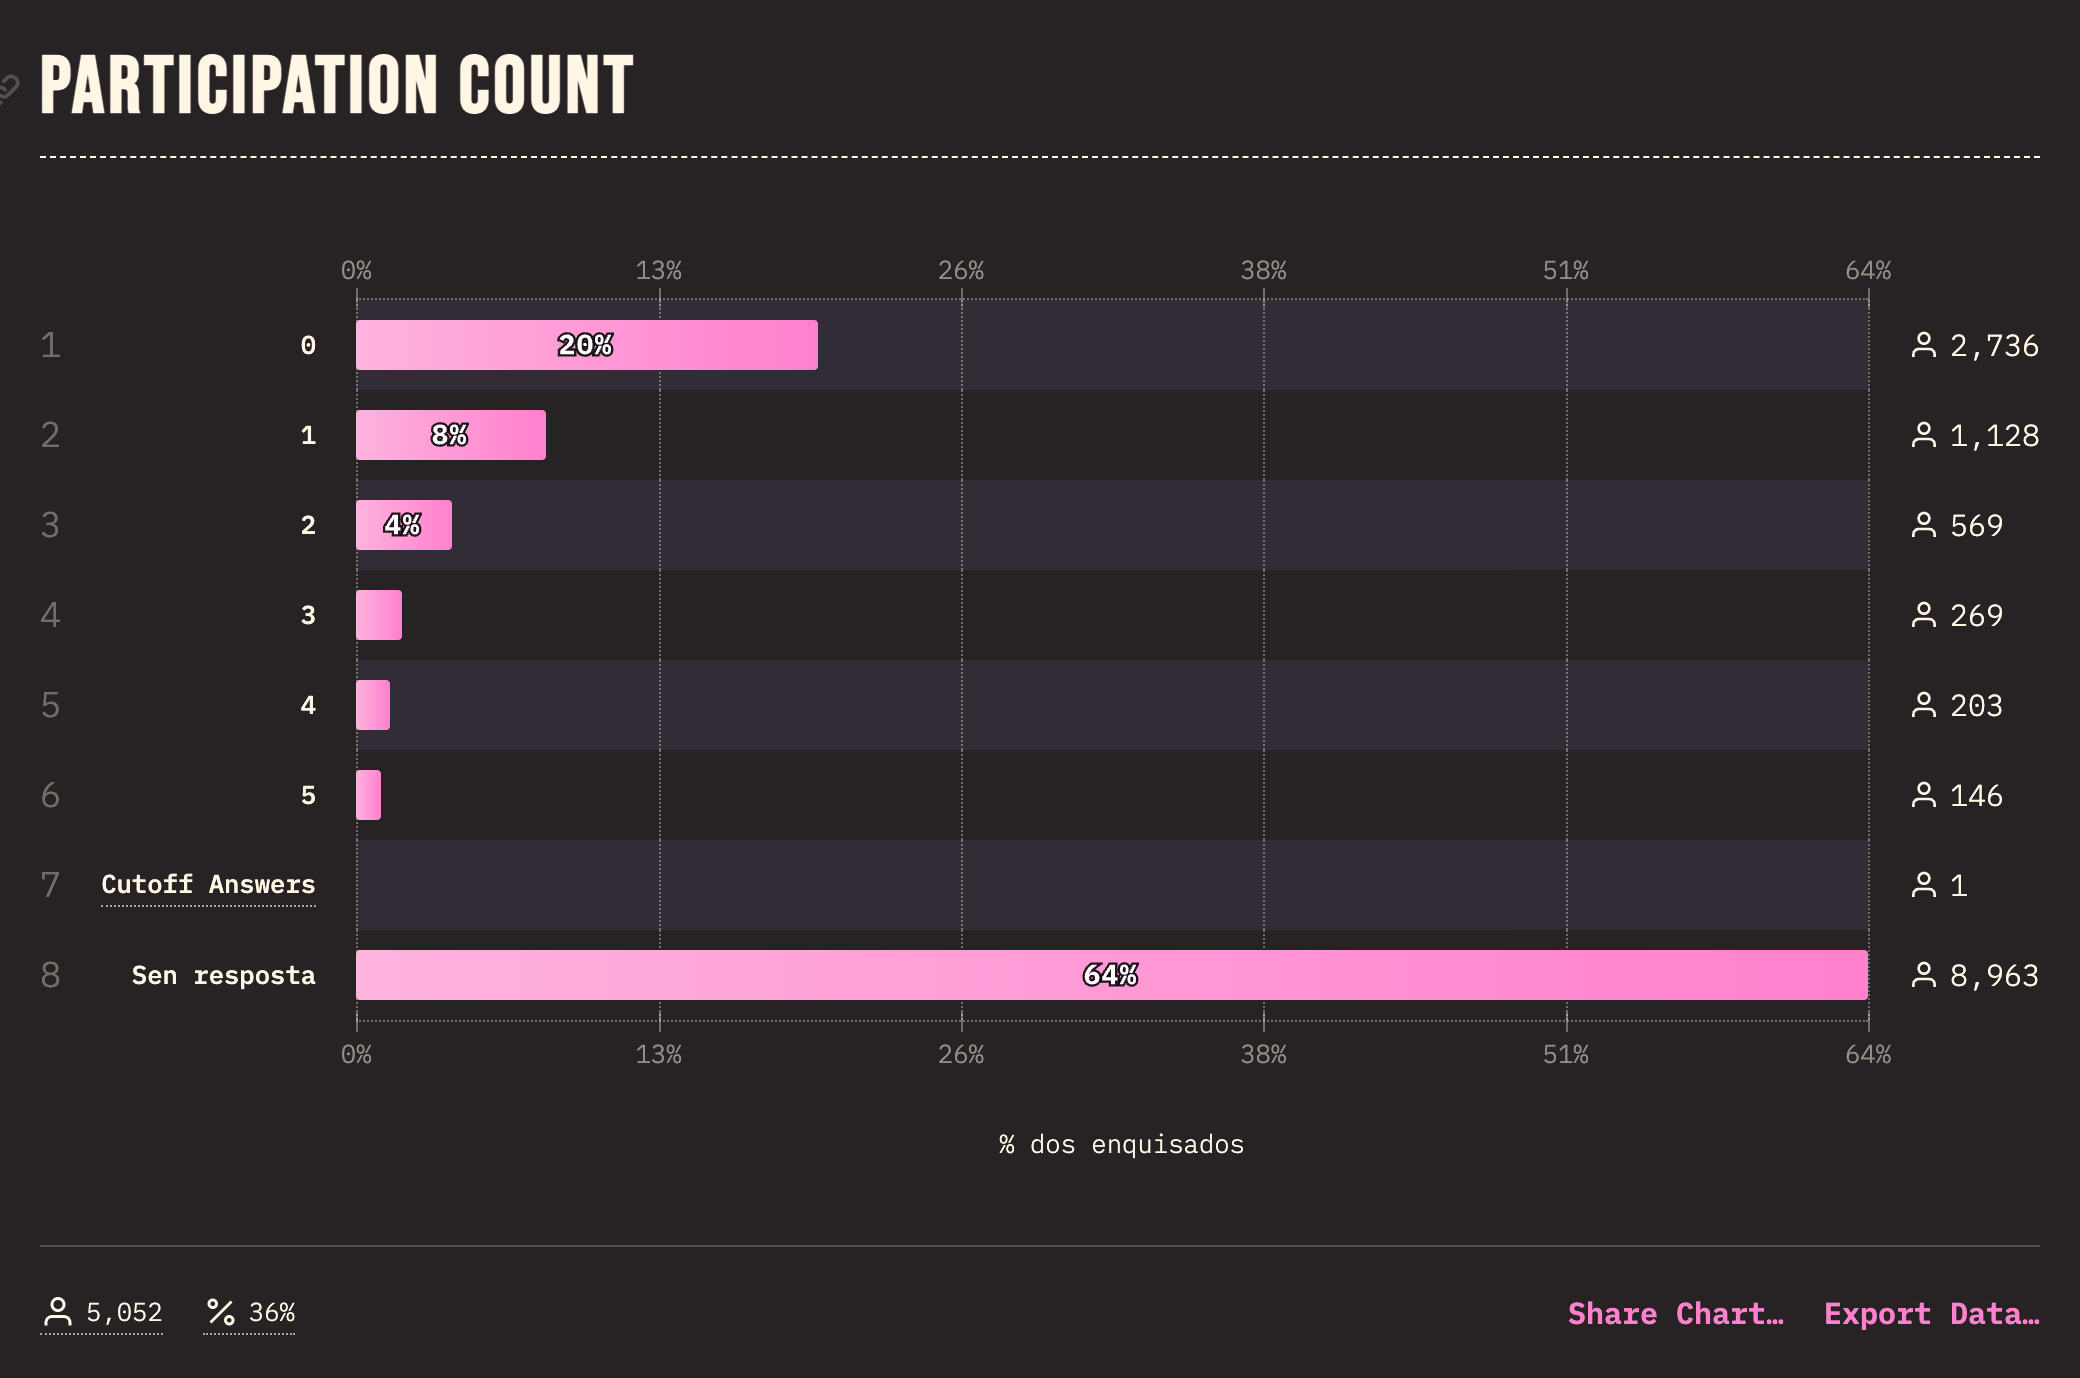 PARTICIPATION COUNT
0% 13% 26% 38% 51% 64%
1 0 20% 2,736
2 1 8% 1,128
3 2 4% 569
4 3 269
5 4 203
6 5 146
7 Cutoff Answers 1
8 Sen resposta 64% 8,963
0% 13% 26% 38% 51% 64%
% dos enquisados
5,052 36% Share Chart… Export Data…